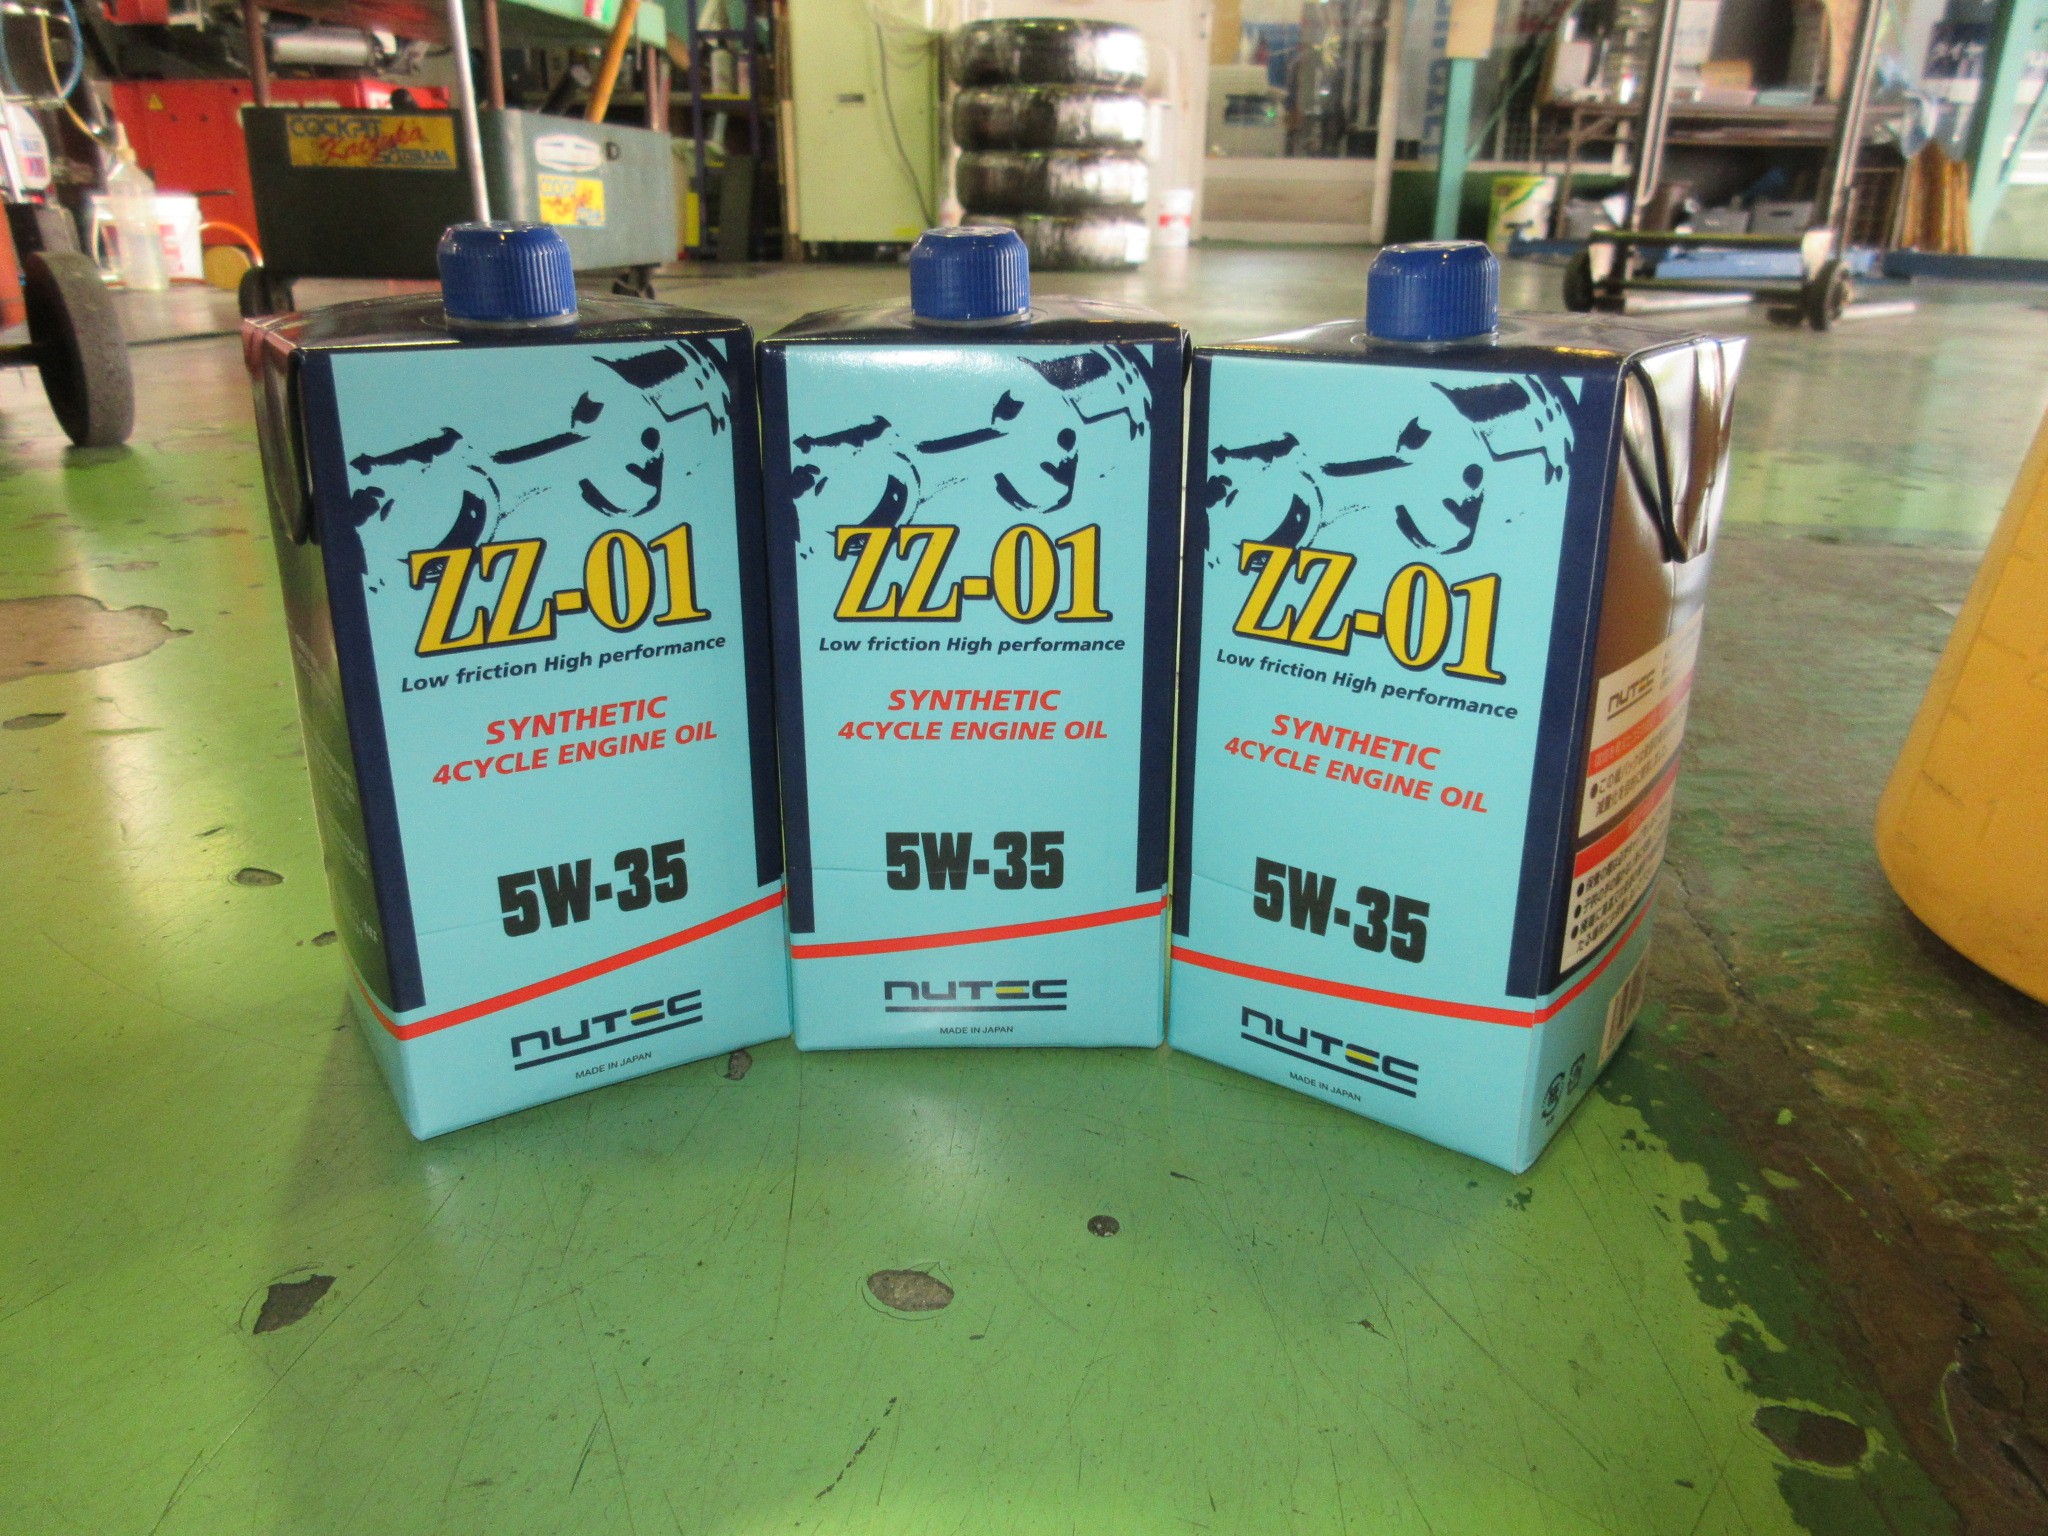 COCKPIT
Kaizuka
COCKPIT
ZZ-01
Low friction High performance
SYNTHETIC
4CYCLE ENGINE OIL
5W-35
NUTEC
MADE IN JAPAN
ZZ-01
Low friction High performance
SYNTHETIC
4CYCLE ENGINE OIL
5W-35
NUTEC
MADE IN JAPAN
ZZ-01
Low friction High performance
SYNTHETIC
4CYCLE ENGINE OIL
5W-35
NUTEC
MADE IN JAPAN
NUTEC